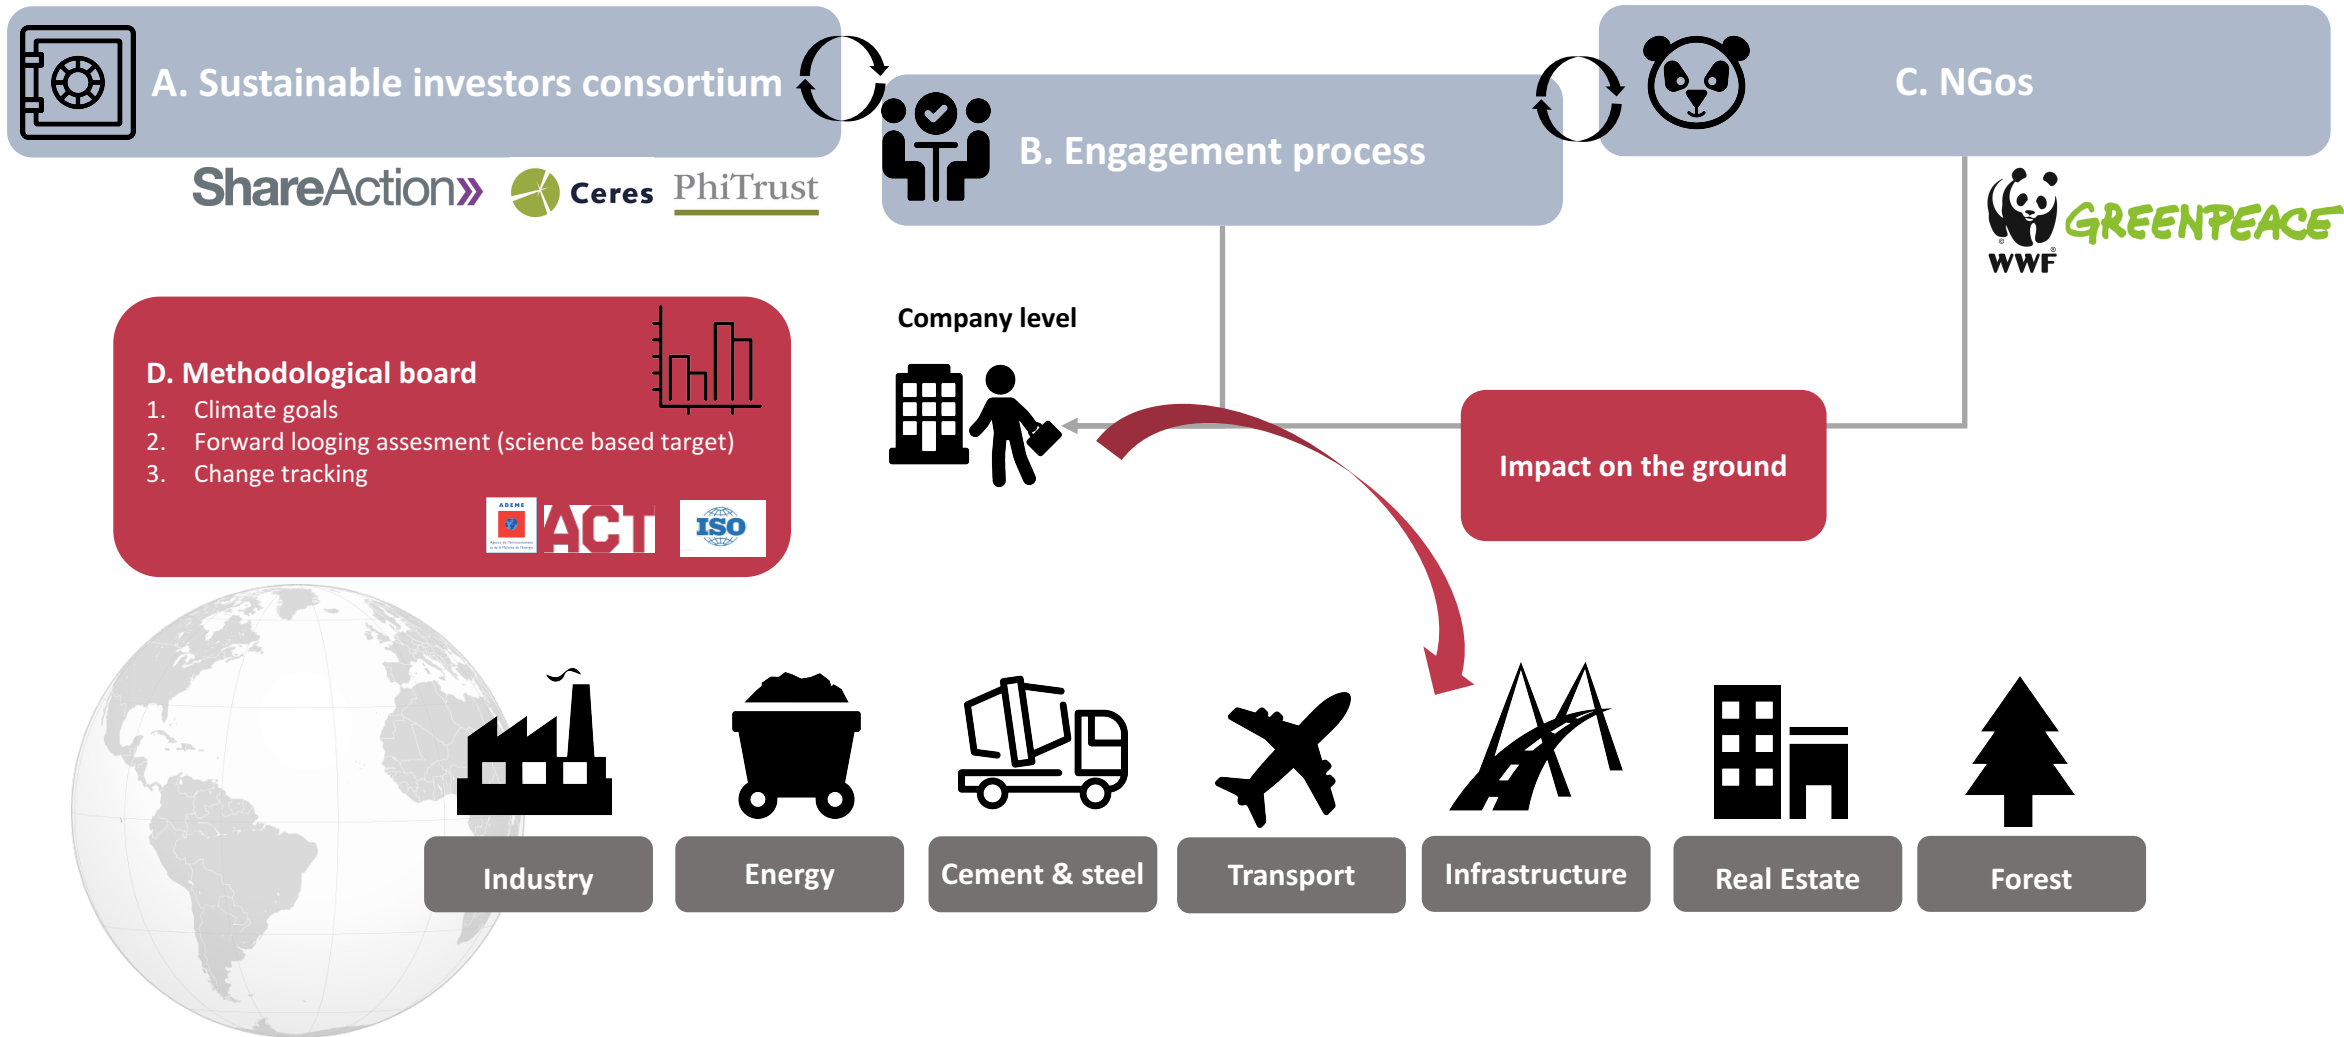 A. Sustainable investors consortium
B. Engagement process
C. NGos
ShareAction»
Ceres
PhiTrust
WWF
GREENPEACE
Company level
D. Methodological board
1. Climate goals
2. Forward looging assesment (science based target)
3. Change tracking
ADEME
ACT
ISO
Impact on the ground
Industry
Energy
Cement & steel
Transport
Infrastructure
Real Estate
Forest